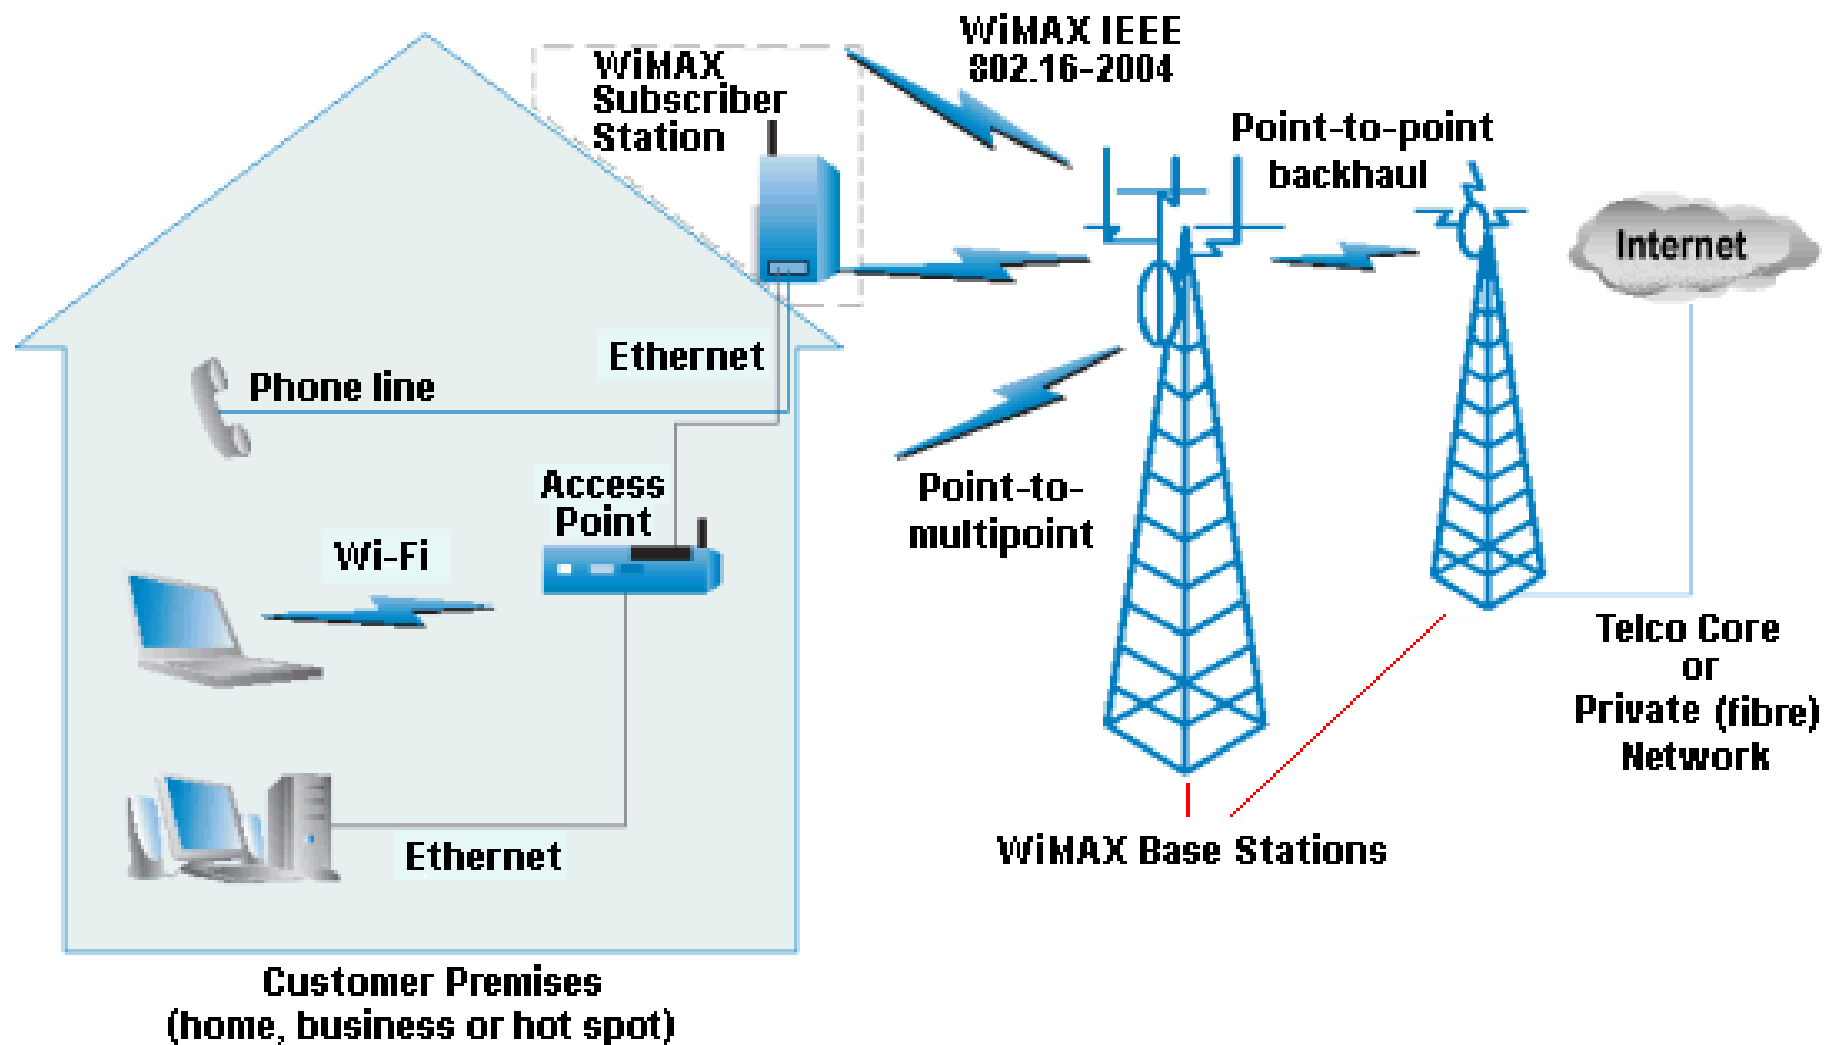 WiMAX IEEE
802.16-2004
WiMAX
Subscriber
Station
Point-to-point
backhaul
Internet
Ethernet
Phone line
Access
Point
Wi-Fi
Point-to-
multipoint
Telco Core
or
Private (fibre)
Network
Ethernet
WiMAX Base Stations
Customer Premises
(home, business or hot spot)